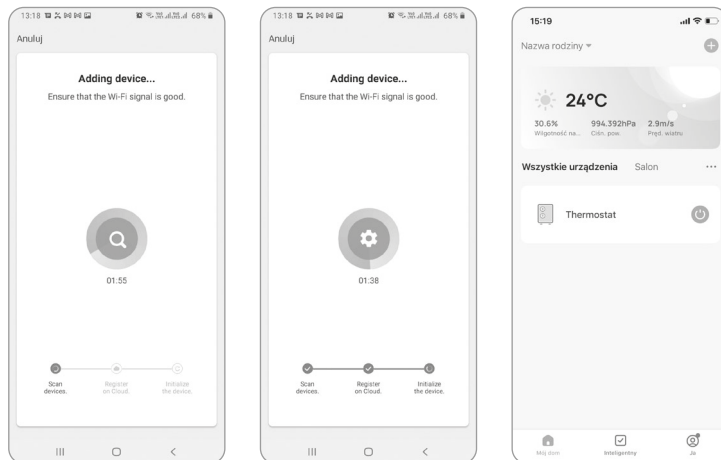 13:18
68%
Anuluj
Adding device...
Ensure that the Wi-Fi signal is good.
01:55
Scan
devices.
Register
on Cloud.
Initialize
the device.
13:18
68%
Anuluj
Adding device...
Ensure that the Wi-Fi signal is good.
01:38
Scan
devices.
Register
on Cloud.
Initialize
the device.
15:19
Nazwa rodziny
24°C
30.6% 994.392hPa 2.9m/s
Wilgotność na... Ciśn. pow. Pręd. wiatru
Wszystkie urządzenia Salon ...
Thermostat
Mój dom Inteligentny Ja